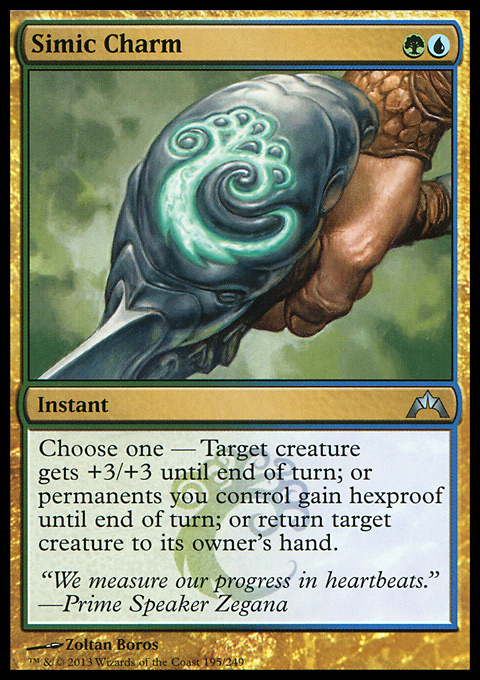 Simic Charm
Instant
Choose one — Target creature
gets +3/+3 until end of turn; or
permanents you control gain hexproof
until end of turn; or return target
creature to its owner's hand.
"We measure our progress in heartbeats."
—Prime Speaker Zegana
Zoltan Boros
™ & © 2013 Wizards of the Coast 195/249